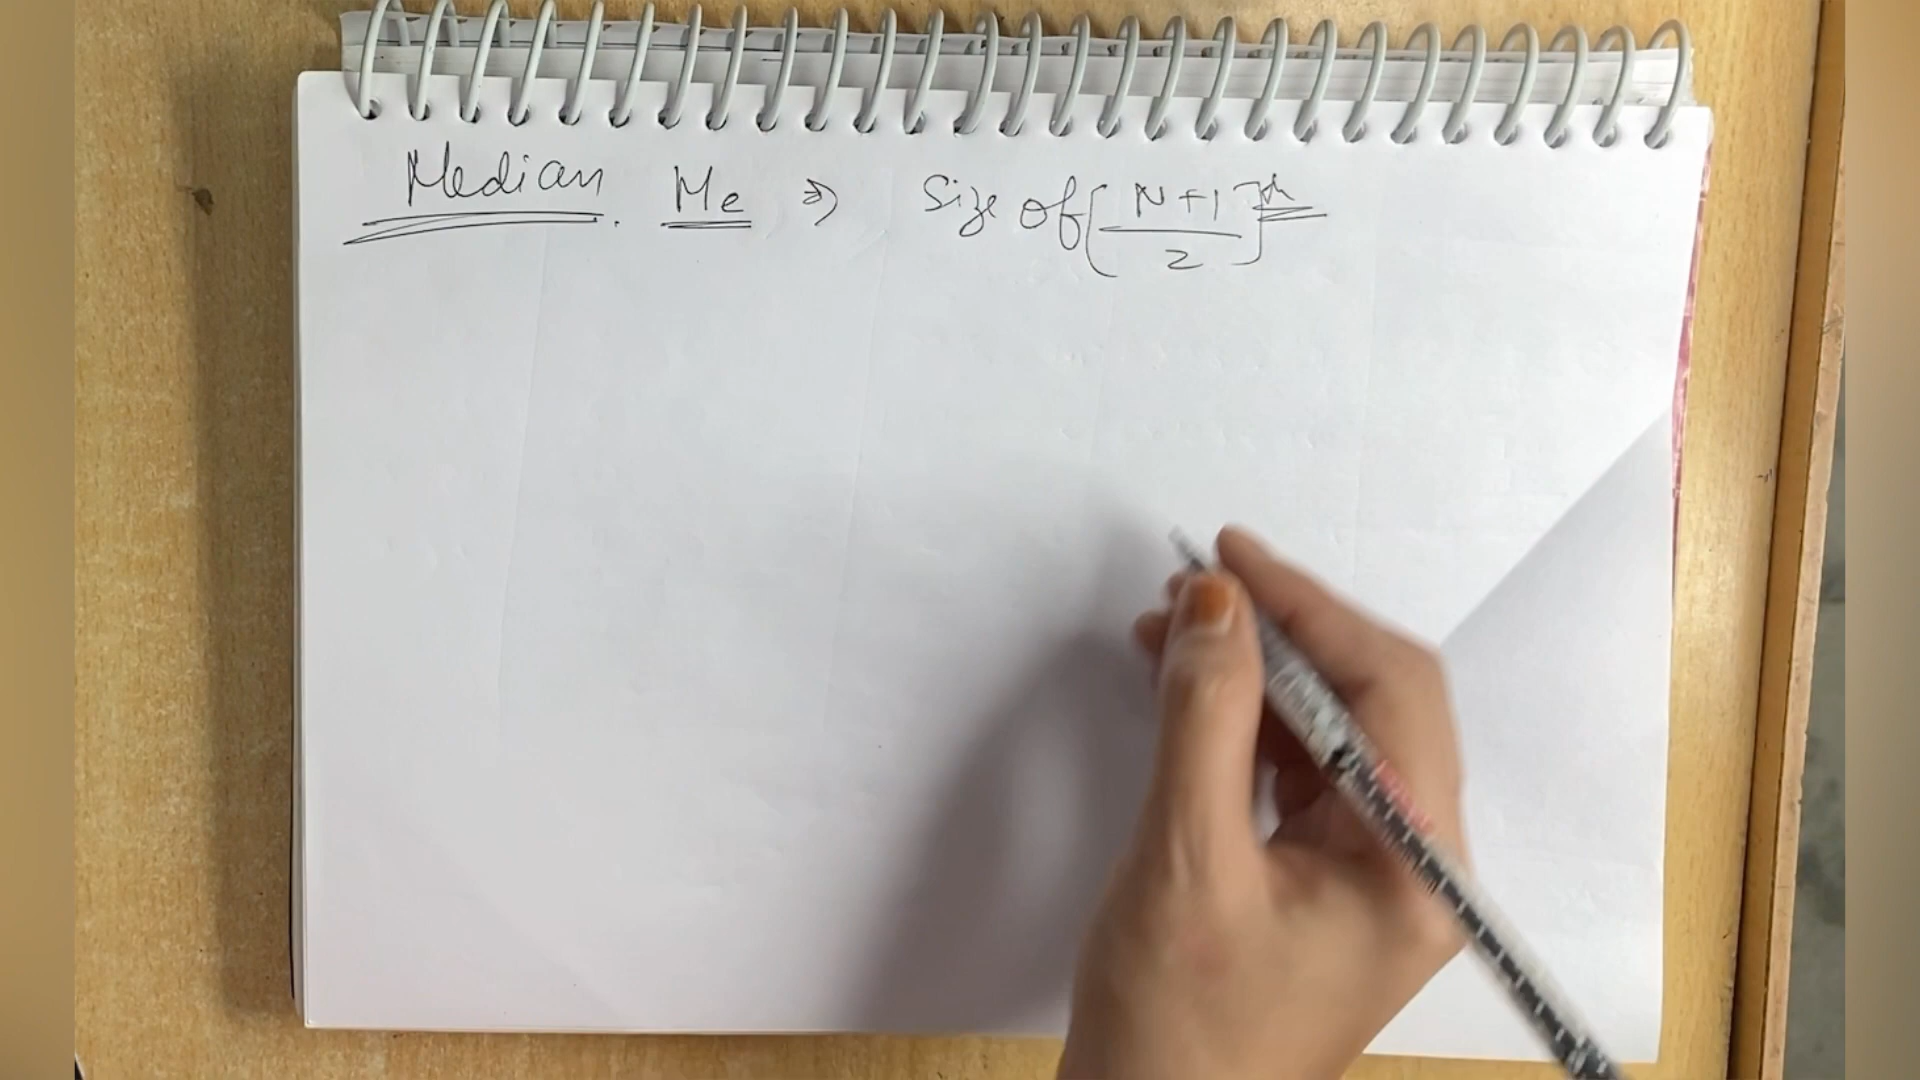 Median. Me ⇒ Size of [N+1/2]th